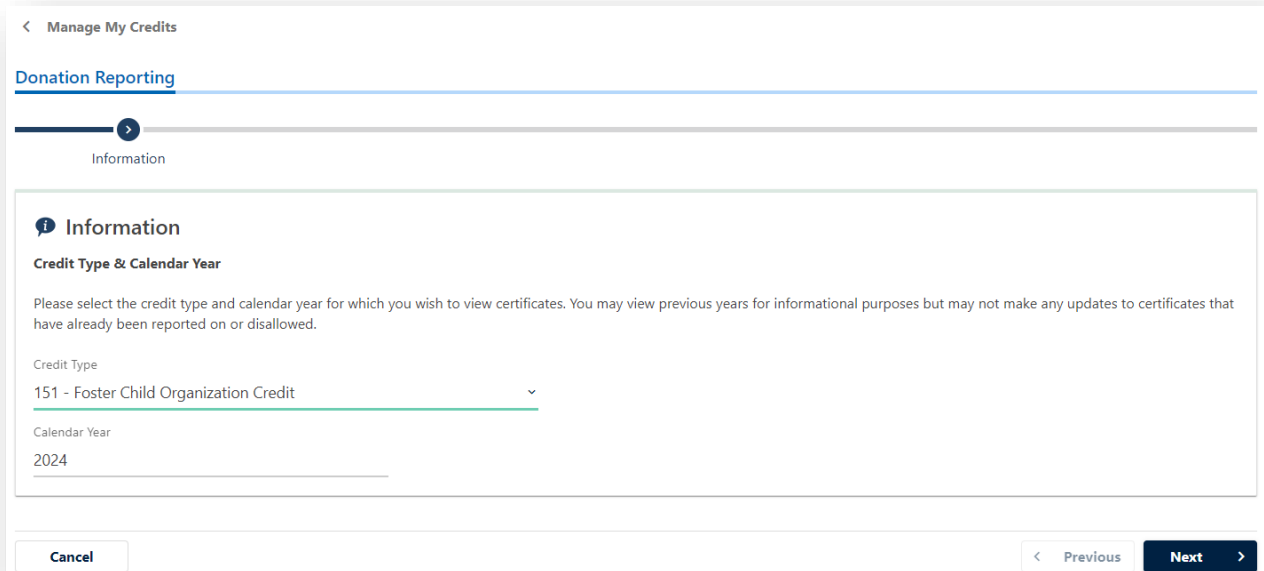 Manage My Credits
Donation Reporting
Information
Information
Credit Type & Calendar Year
Please select the credit type and calendar year for which you wish to view certificates. You may view previous years for informational purposes but may not make any updates to certificates that
have already been reported on or disallowed.
Credit Type
151 - Foster Child Organization Credit
Calendar Year
2024
Cancel
Previous
Next